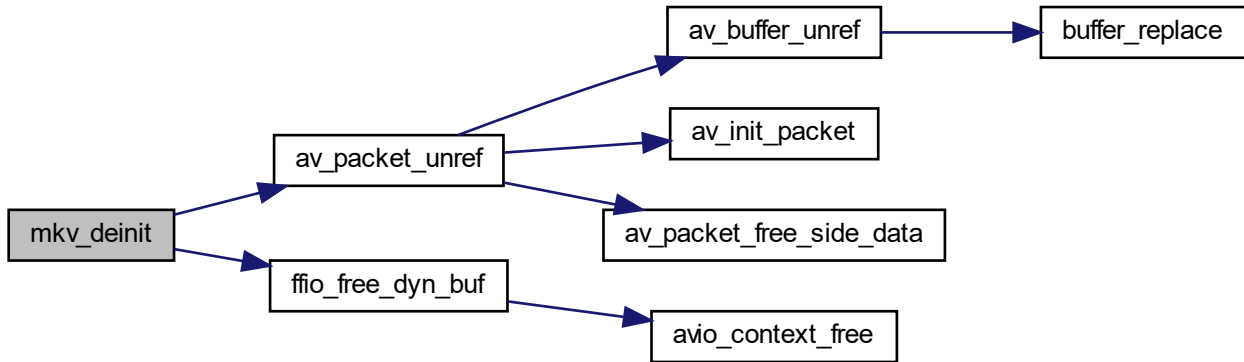 av_buffer_unref
buffer_replace
av_init_packet
av_packet_unref
av_packet_free_side_data
mkv_deinit
ffio_free_dyn_buf
avio_context_free